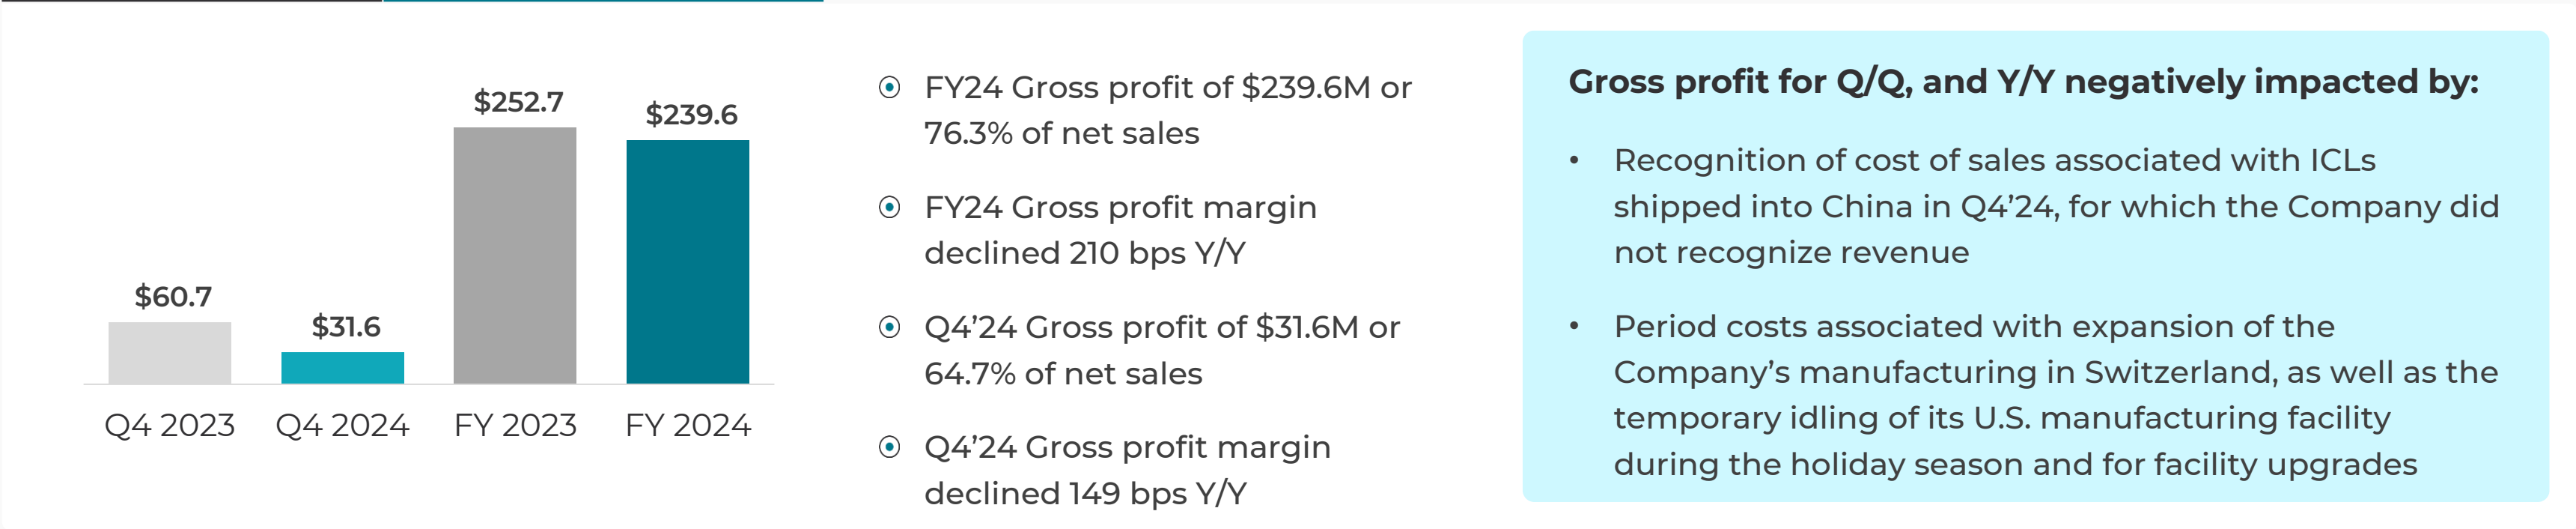 $60.7
$31.6
$252.7
$239.6
Q4 2023
Q4 2024
FY 2023
FY 2024
FY24 Gross profit of $239.6M or
76.3% of net sales
FY24 Gross profit margin
declined 210 bps Y/Y
Q4’24 Gross profit of $31.6M or
64.7% of net sales
Q4’24 Gross profit margin
declined 149 bps Y/Y
Gross profit for Q/Q, and Y/Y negatively impacted by:
• Recognition of cost of sales associated with ICLs
shipped into China in Q4’24, for which the Company did
not recognize revenue
• Period costs associated with expansion of the
Company’s manufacturing in Switzerland, as well as the
temporary idling of its U.S. manufacturing facility
during the holiday season and for facility upgrades